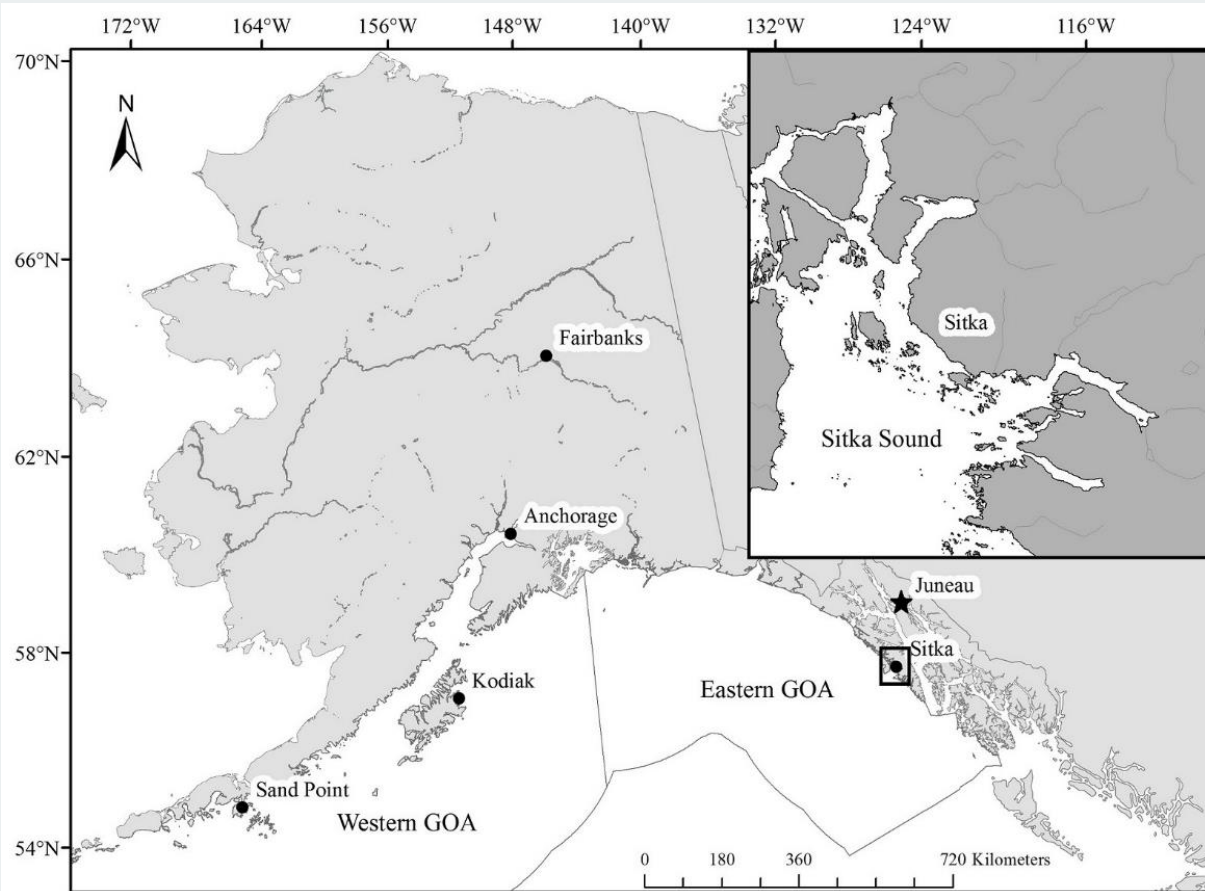 172°W 164°W 156°W 148°W 140°W 132°W 124°W 116°W
70°N
N
66°N
Fairbanks
Sitka
Sitka Sound
62°N
Anchorage
Juneau
58°N
Sitka
Kodiak
Eastern GOA
Sand Point
Western GOA
54°N
0 180 360 720 Kilometers